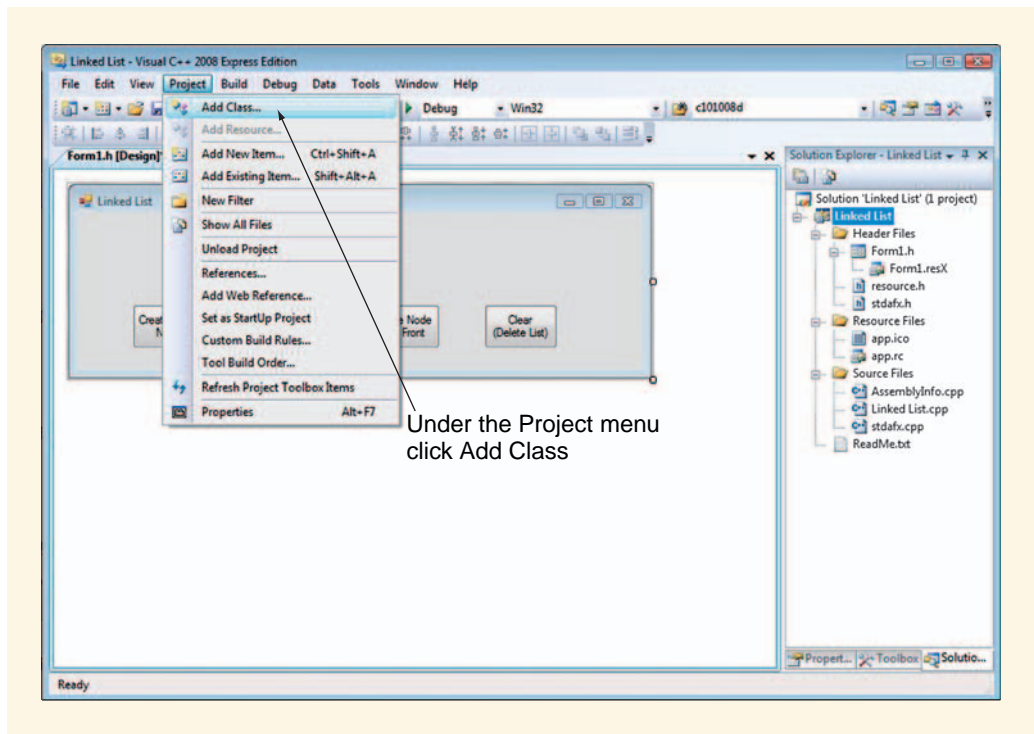 Linked List - Visual C++ 2008 Express Edition
File Edit View Project Build Debug Data Tools Window Help
Debug Win32 c101008d
Form1.h [Design]*
Add Class...
Add Resource...
Add New Item... Ctrl+Shift+A
Add Existing Item... Shift+Alt+A
New Filter
Show All Files
Unload Project
References...
Add Web Reference...
Set as StartUp Project
Custom Build Rules...
Tool Build Order...
Refresh Project Toolbox Items
Properties Alt+F7
Linked List
Node
Front
Clear
(Delete List)
Under the Project menu
click Add Class
Solution Explorer - Linked List
Solution 'Linked List' (1 project)
Linked List
Header Files
Form1.h
Form1.resX
resource.h
stdafx.h
Resource Files
app.ico
app.rc
Source Files
AssemblyInfo.cpp
Linked List.cpp
stdafx.cpp
ReadMe.txt
Propert... Toolbox Solutio...
Ready